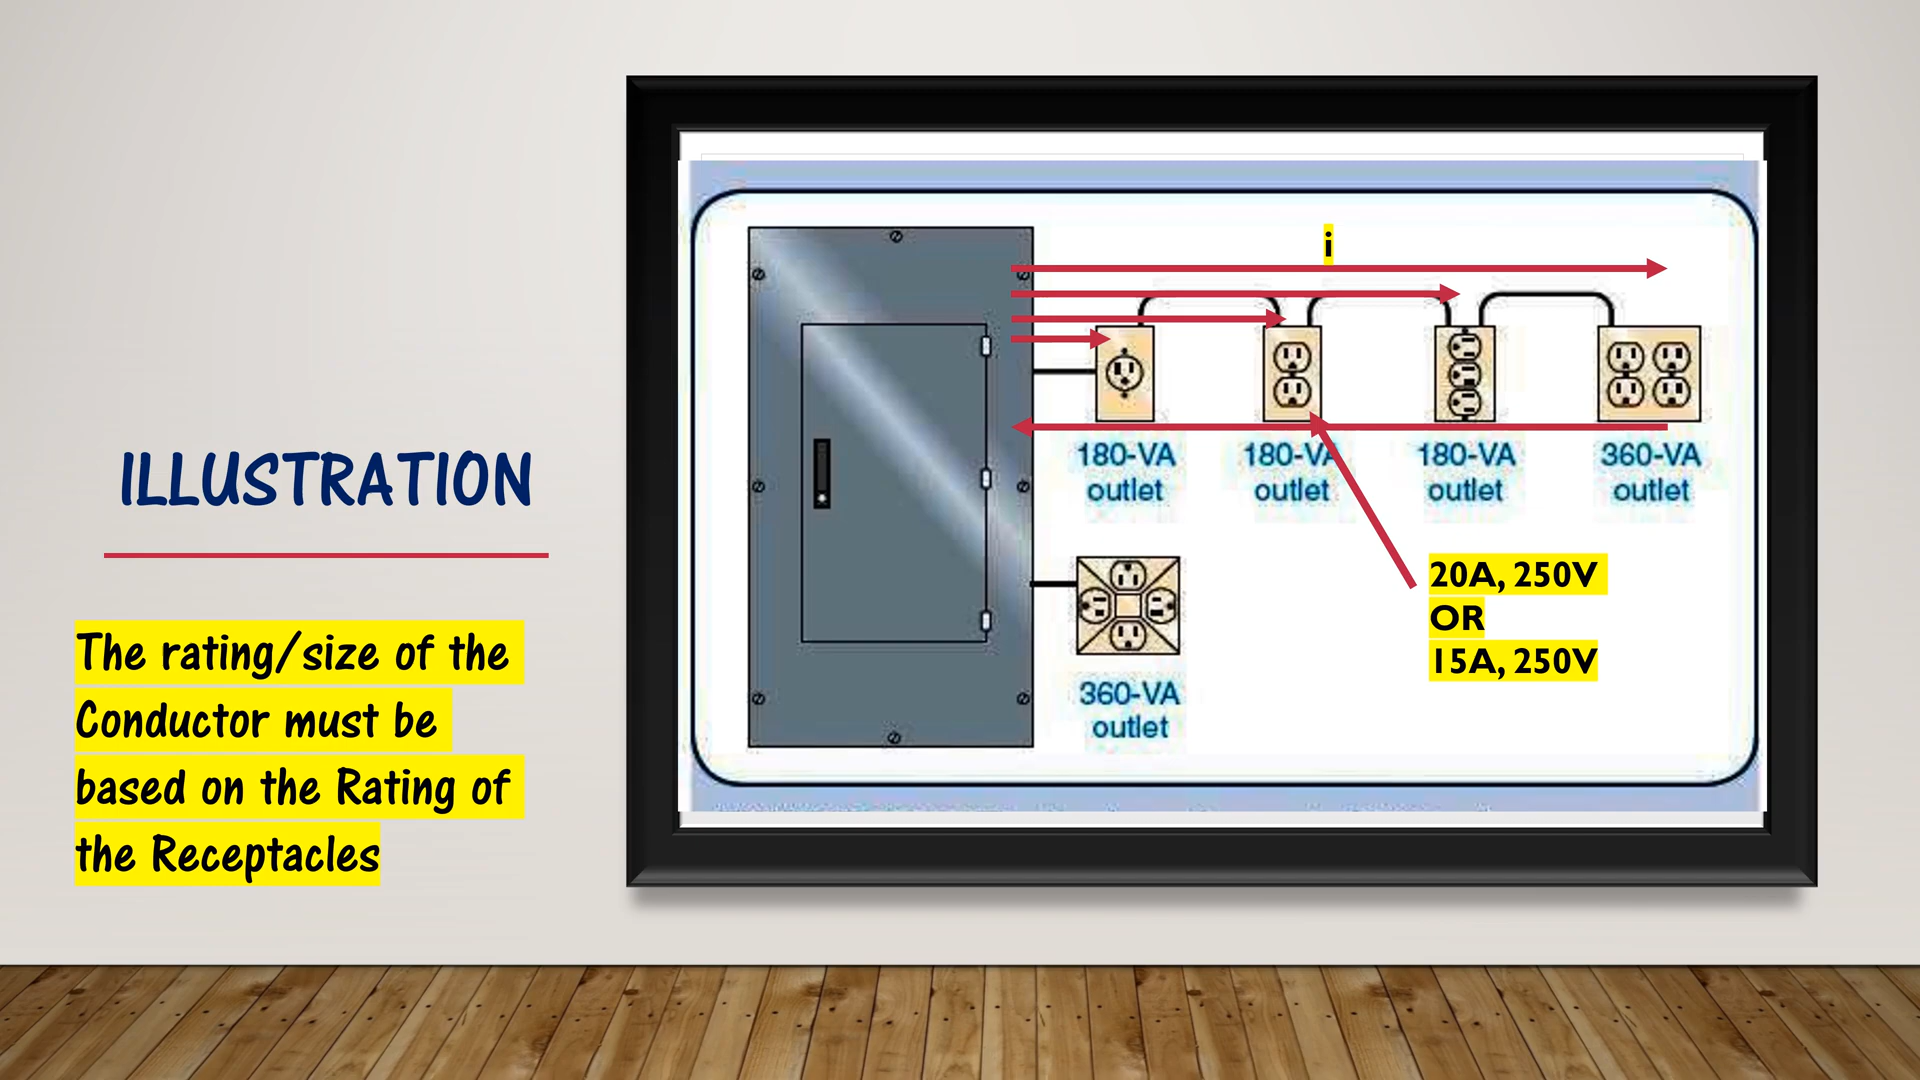 ILLUSTRATION
The rating/size of the
Conductor must be
based on the Rating of
the Receptacles
i
180-VA
outlet
180-VA
outlet
180-VA
outlet
360-VA
outlet
20A, 250V
OR
15A, 250V
360-VA
outlet